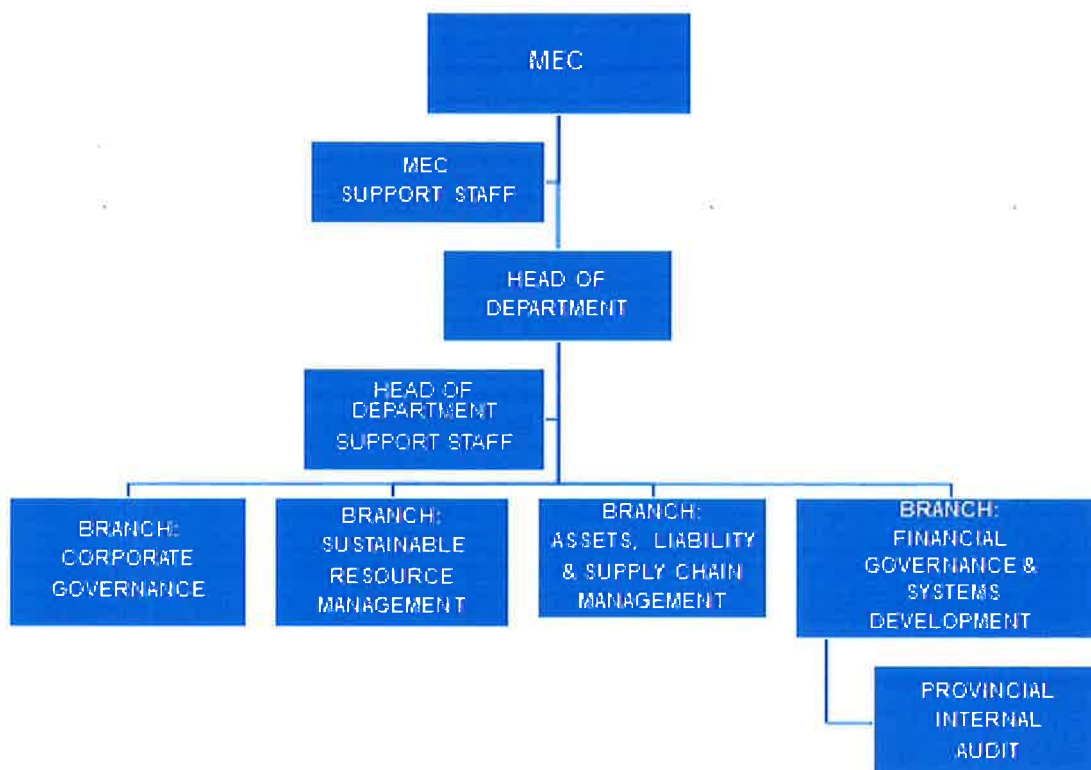 MEC
MEC
SUPPORT STAFF
HEAD OF
DEPARTMENT
HEAD OF
DEPARTMENT
SUPPORT STAFF
BRANCH:
CORPORATE
GOVERNANCE
BRANCH:
SUSTAINABLE
RESOURCE
MANAGEMENT
BRANCH:
ASSETS, LIABILITY
& SUPPLY CHAIN
MANAGEMENT
BRANCH:
FINANCIAL
GOVERNANCE &
SYSTEMS
DEVELOPMENT
PROVINCIAL
INTERNAL
AUDIT